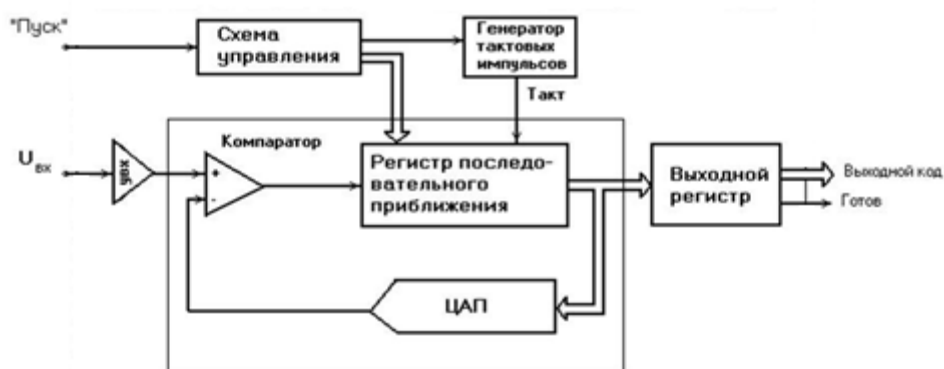 "Пуск"
Схема
управления
Генератор
тактовых
импульсов
Такт
Компаратор
U вх
увх
+
-
Регистр последо-
вательного
приближения
Выходной
регистр
Выходной код
Готов
ЦАП